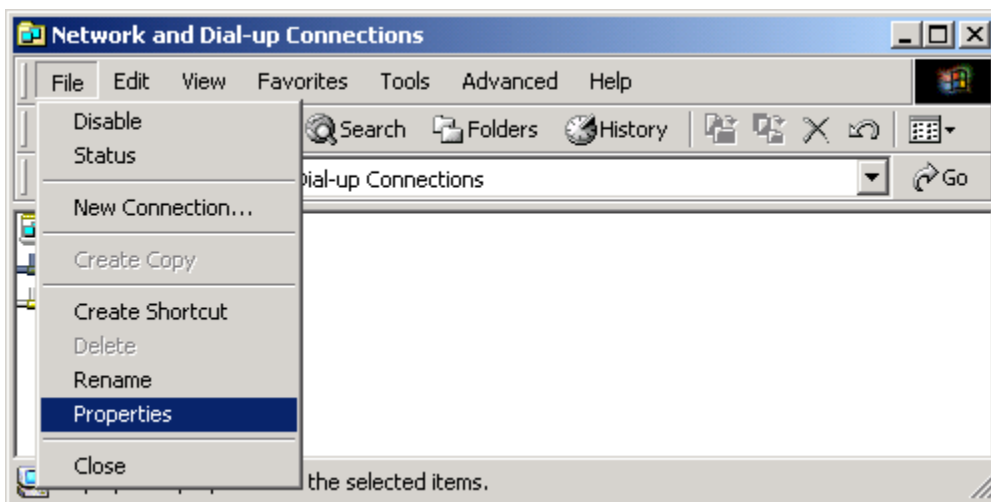 Network and Dial-up Connections
File Edit View Favorites Tools Advanced Help
Disable
Search Folders History
Status
Dial-up Connections Go
New Connection...
Create Copy
Create Shortcut
Delete
Rename
Properties
Close
the selected items.